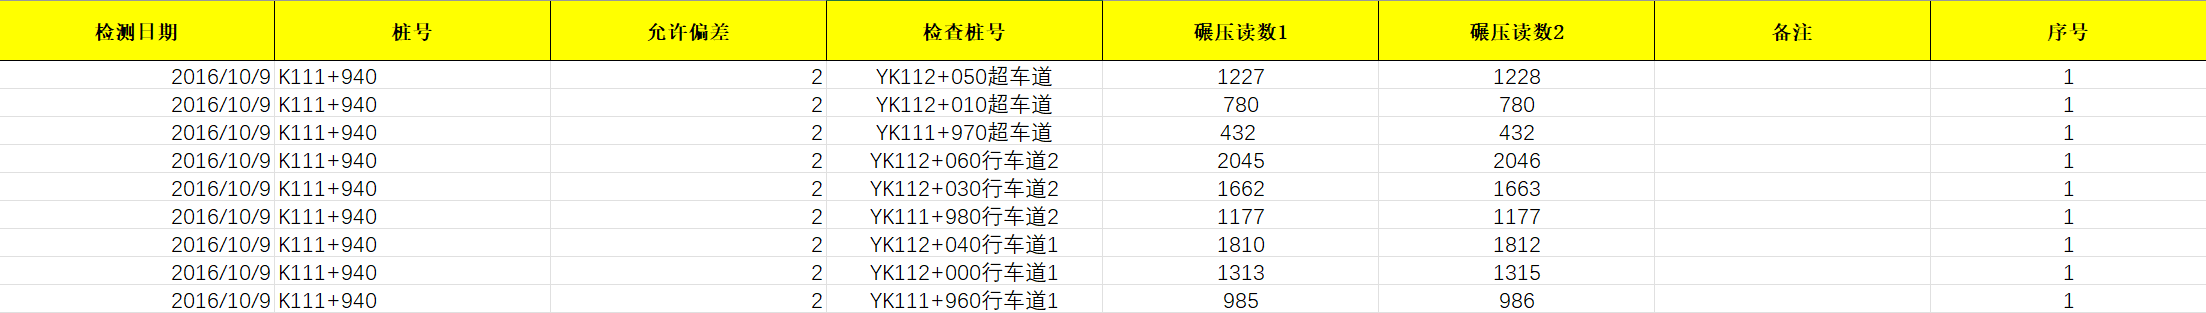 检测日期 桩号 允许偏差 检查桩号 碾压读数1 碾压读数2 备注 序号
2016/10/9 K111+940 2 YK112+050超车道 1227 1228 1
2016/10/9 K111+940 2 YK112+010超车道 780 780 1
2016/10/9 K111+940 2 YK111+970超车道 432 432 1
2016/10/9 K111+940 2 YK112+060行车道2 2045 2046 1
2016/10/9 K111+940 2 YK112+030行车道2 1662 1663 1
2016/10/9 K111+940 2 YK111+980行车道2 1177 1177 1
2016/10/9 K111+940 2 YK112+040行车道1 1810 1812 1
2016/10/9 K111+940 2 YK112+000行车道1 1313 1315 1
2016/10/9 K111+940 2 YK111+960行车道1 985 986 1